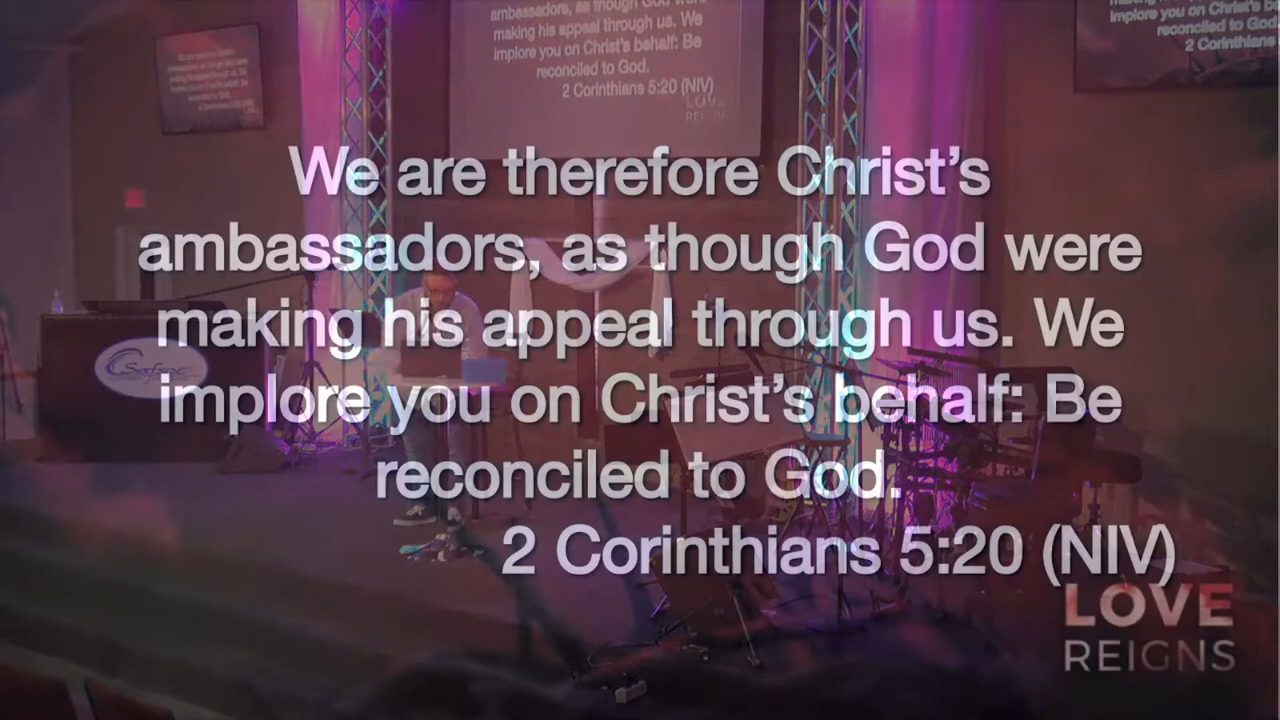 ambassadors, as though God were
making his appeal through us. We
implore you on Christ's behalf: Be
reconciled to God.
2 Corinthians 5:20 (NIV)
LOVE
REIGNS
implore you on Christ's
reconciled to God
2 Corinthians
We are therefore Christ's
ambassadors, as though God were
making his appeal through us. We
implore you on Christ's behalf: Be
reconciled to God.
2 Corinthians 5:20 (NIV)
LOVE
REIGNS